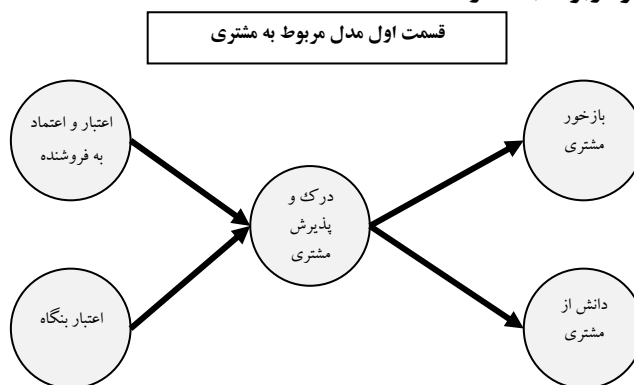 قسمت اول مدل مربوط به مشتری
اعتبار و اعتماد
به فروشنده
بازخور
مشتری
درک و
پذیرش
مشتری
اعتبار بنگاه
دانش از
مشتری